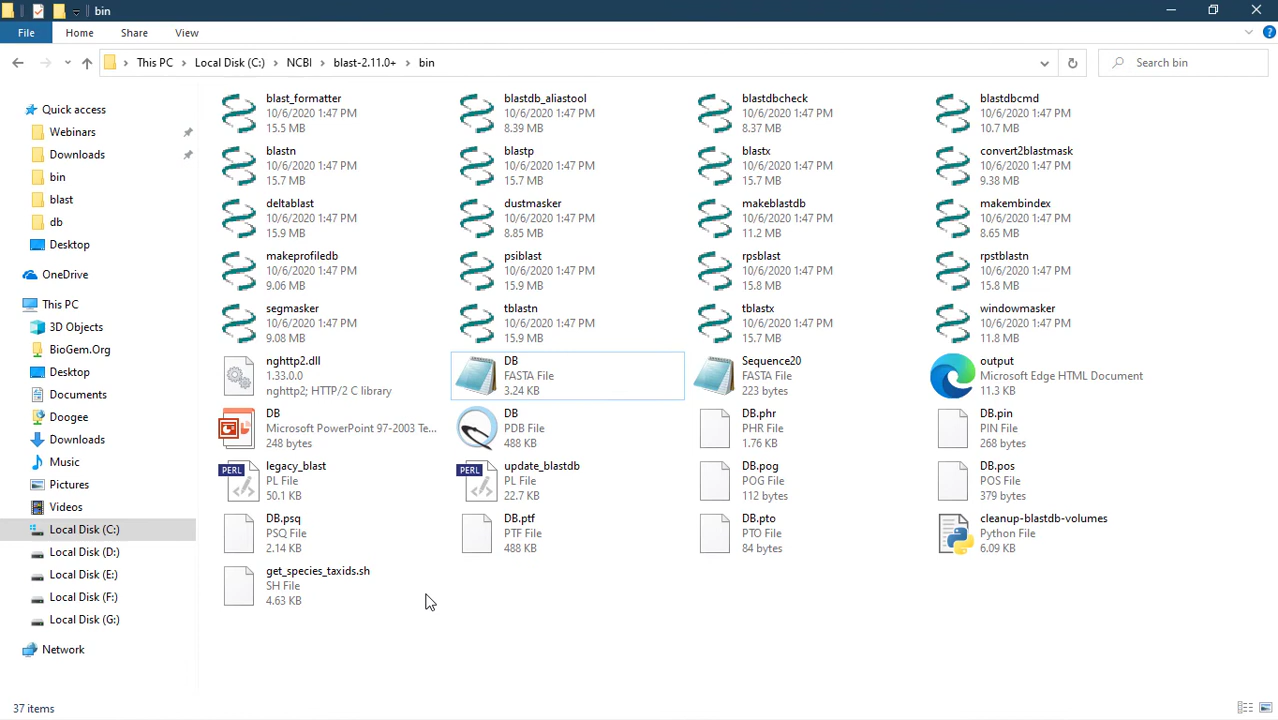 bin
File
Home
Share
View
This PC
Local Disk (C:)
NCBI
blast-2.11.0+
bin
Search bin
Quick access
Webinars
Downloads
bin
blast
db
Desktop
OneDrive
This PC
3D Objects
BioGem.Org
Desktop
Documents
Doogee
Downloads
Music
Pictures
Videos
Local Disk (C:)
Local Disk (D:)
Local Disk (E:)
Local Disk (F:)
Local Disk (G:)
Network
blast_formatter
10/6/2020 1:47 PM
15.5 MB
blastdb_aliastool
10/6/2020 1:47 PM
8.39 MB
blastdbcheck
10/6/2020 1:47 PM
8.37 MB
blastdbcmd
10/6/2020 1:47 PM
10.7 MB
blastn
10/6/2020 1:47 PM
15.7 MB
blastp
10/6/2020 1:47 PM
15.7 MB
blastx
10/6/2020 1:47 PM
15.7 MB
convert2blastmask
10/6/2020 1:47 PM
9.38 MB
deltablast
10/6/2020 1:47 PM
15.9 MB
dustmasker
10/6/2020 1:47 PM
8.85 MB
makeblastdb
10/6/2020 1:47 PM
11.2 MB
makembindex
10/6/2020 1:47 PM
8.65 MB
makeprofiledb
10/6/2020 1:47 PM
9.06 MB
psiblast
10/6/2020 1:47 PM
15.9 MB
rpsblast
10/6/2020 1:47 PM
15.8 MB
rpstblastn
10/6/2020 1:47 PM
15.8 MB
segmasker
10/6/2020 1:47 PM
9.08 MB
tblastn
10/6/2020 1:47 PM
15.9 MB
tblastx
10/6/2020 1:47 PM
15.7 MB
windowmasker
10/6/2020 1:47 PM
11.8 MB
nghttp2.dll
1.33.0.0
nghttp2; HTTP/2 C library
DB
FASTA File
3.24 KB
Sequence20
FASTA File
223 bytes
output
Microsoft Edge HTML Document
11.3 KB
DB
Microsoft PowerPoint 97-2003 Te...
248 bytes
DB
PDB File
488 KB
DB.phr
PHR File
1.76 KB
DB.pin
PIN File
268 bytes
legacy_blast
PL File
50.1 KB
update_blastdb
PL File
22.7 KB
DB.pog
POG File
112 bytes
DB.pos
POS File
379 bytes
DB.psq
PSQ File
2.14 KB
DB.ptf
PTF File
488 KB
DB.pto
PTO File
84 bytes
cleanup-blastdb-volumes
Python File
6.09 KB
get_species_taxids.sh
SH File
4.63 KB
PERL
PERL
37 items